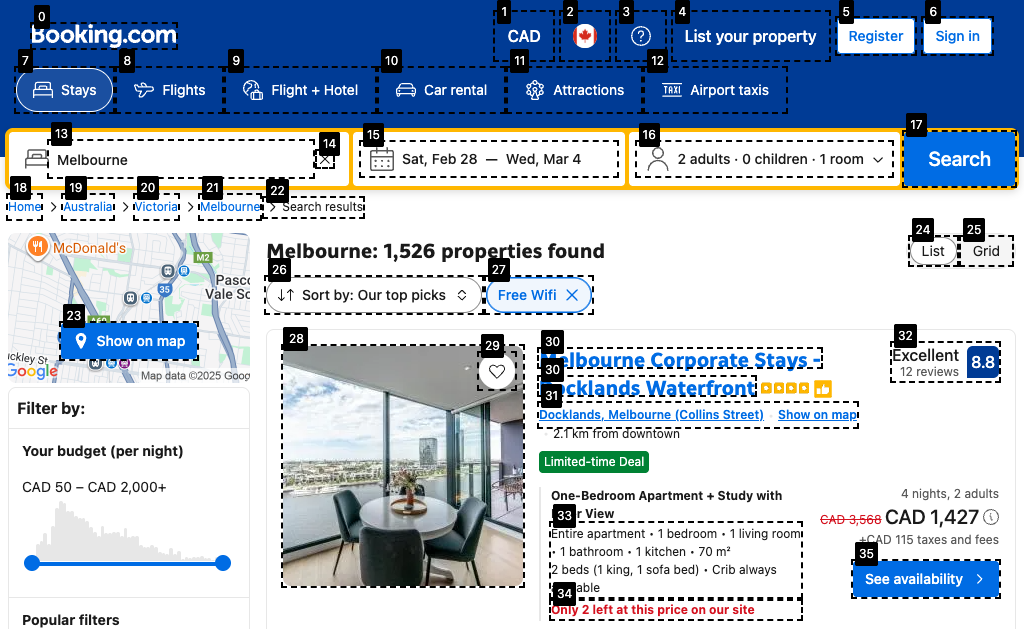 0
Booking.com
1
CAD
2
3
4
List your property
5
Register
6
Sign in
7
Stays
8
Flights
9
Flight + Hotel
10
Car rental
11
Attractions
12
Airport taxis
13
Melbourne
14
15
Sat, Feb 28 — Wed, Mar 4
16
2 adults · 0 children · 1 room
17
Search
18
Home
19
Australia
20
Victoria
21
Melbourne
22
Search results
McDonald's
M2
35
Pasco
Vale So
23
Show on map
Google
Map data ©2025 Goog
Filter by:
Your budget (per night)
CAD 50 – CAD 2,000+
Popular filters
Melbourne: 1,526 properties found
24
List
25
Grid
26
Sort by: Our top picks
27
Free Wifi
28
29
30
Melbourne Corporate Stays -
30
Docklands Waterfront
31
Docklands, Melbourne (Collins Street)
Show on map
2.1 km from downtown
32
Excellent
12 reviews
8.8
Limited-time Deal
One-Bedroom Apartment + Study with
View
33
Entire apartment • 1 bedroom • 1 living room
• 1 bathroom • 1 kitchen • 70 m²
2 beds (1 king, 1 sofa bed) • Crib always
34
Only 2 left at this price on our site
4 nights, 2 adults
CAD 3,568 CAD 1,427
+CAD 115 taxes and fees
35
See availability